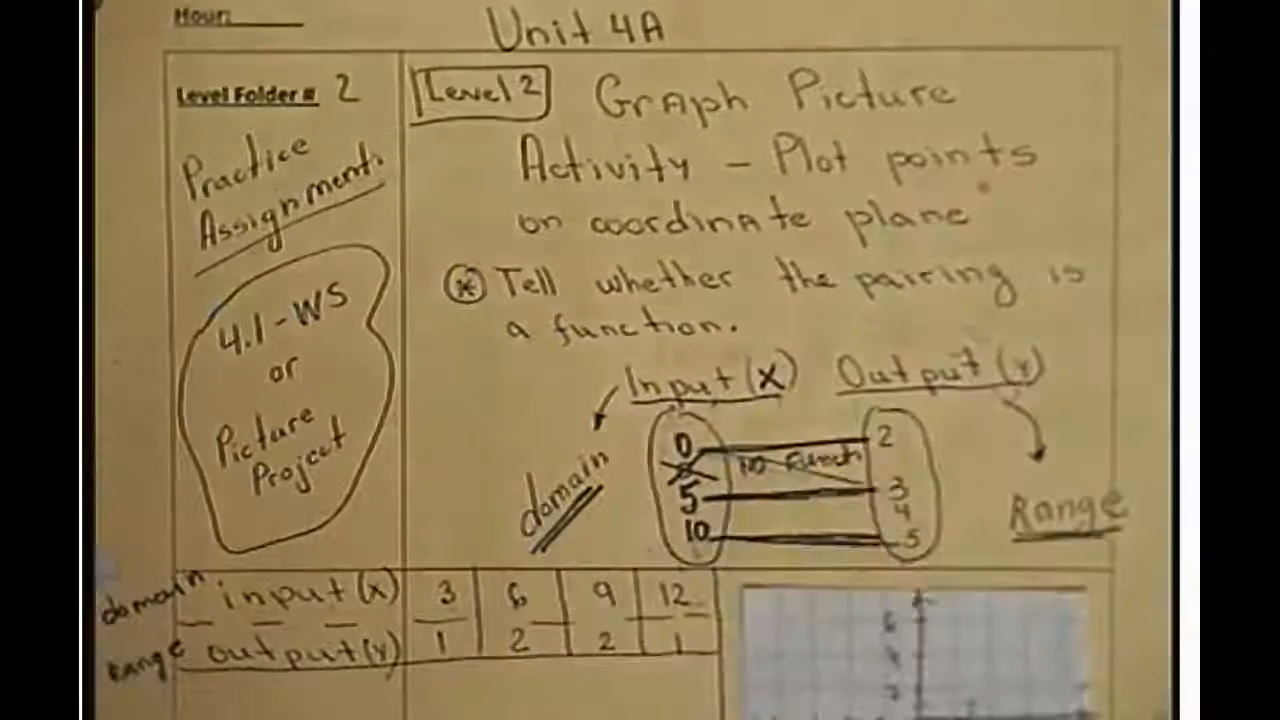 Hour:
Unit 4A
Level Folder # 2
Practice
Assignment.
4.1-WS
or
Picture
Project
Level 2
Graph Picture
Activity - Plot points
on coordinate plane
* Tell whether the pairing is
a function.
Input (x) Output (y)
domain
Range
0 2
5 3
4
10 5
domain input (x) 3 6 9 12
Range output (y) 1 2 2 1
6